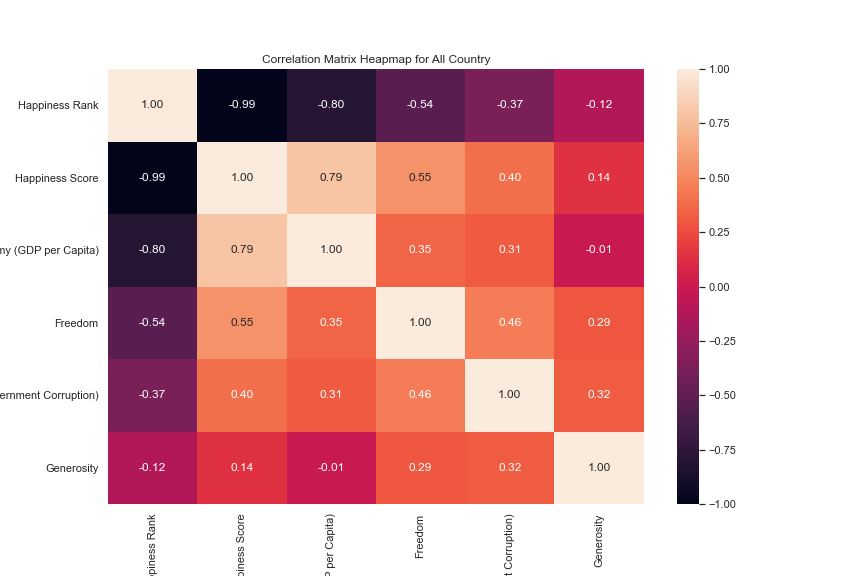 Correlation Matrix Heapmap for All Country
Happiness Rank 1.00 -0.99 -0.80 -0.54 -0.37 -0.12
Happiness Score -0.99 1.00 0.79 0.55 0.40 0.14
my (GDP per Capita) -0.80 0.79 1.00 0.35 0.31 -0.01
Freedom -0.54 0.55 0.35 1.00 0.46 0.29
ernment Corruption) -0.37 0.40 0.31 0.46 1.00 0.32
Generosity -0.12 0.14 -0.01 0.29 0.32 1.00
ppiness Rank
piness Score
P per Capita)
Freedom
t Corruption)
Generosity
1.00
0.75
0.50
0.25
0.00
−0.25
−0.50
−0.75
−1.00